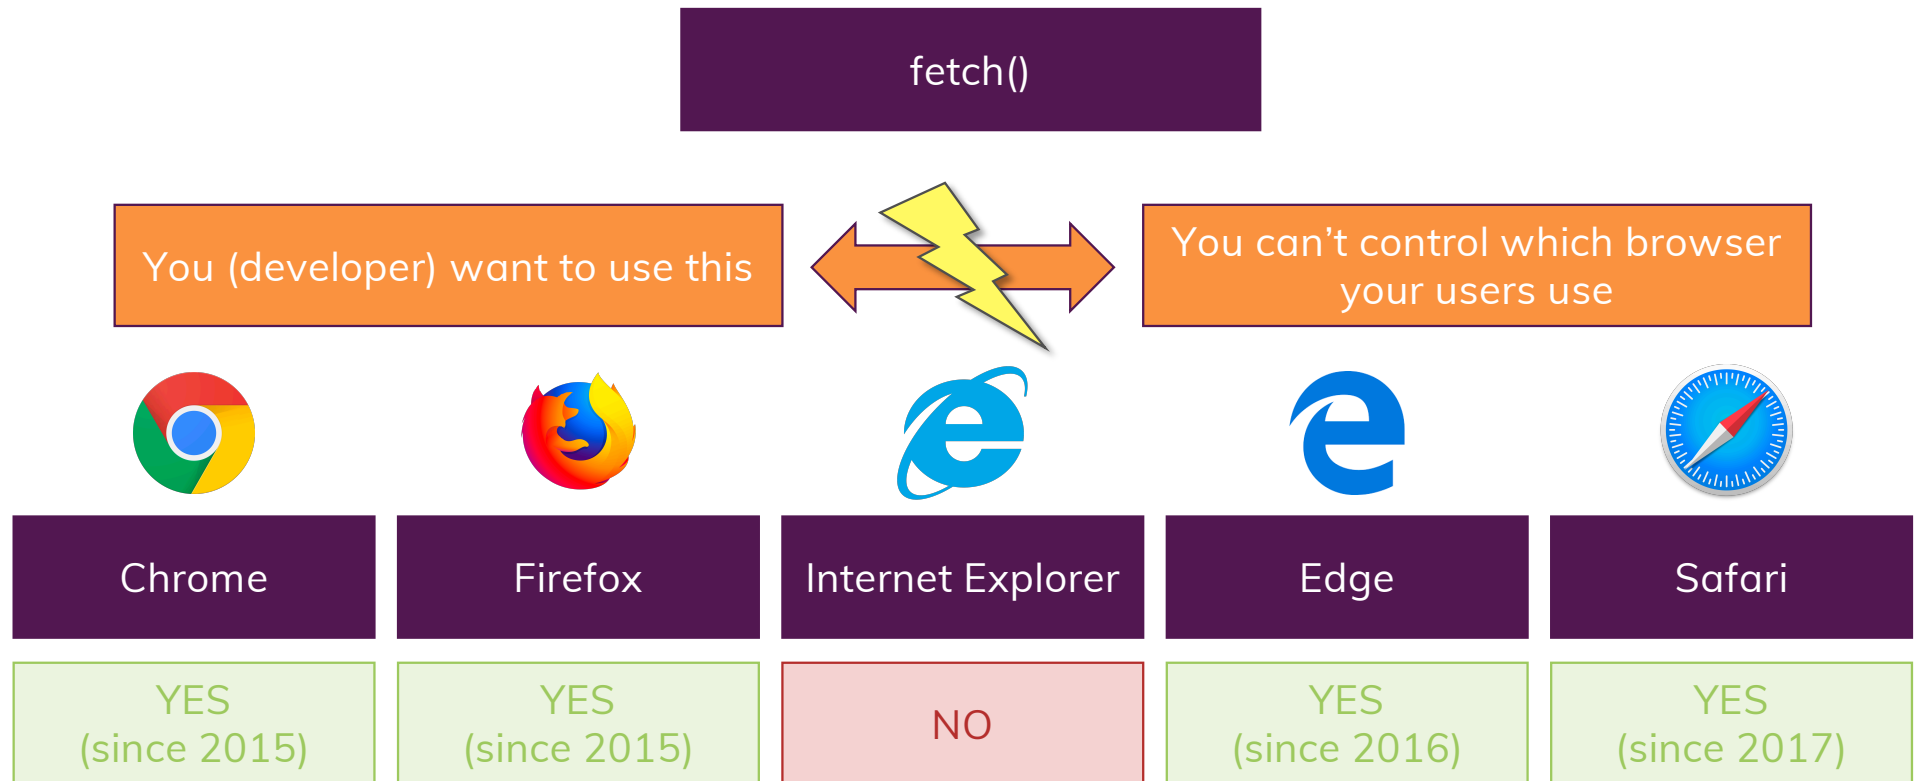 fetch()
You (developer) want to use this
You can’t control which browser
your users use
Chrome
Firefox
Internet Explorer
Edge
Safari
YES
(since 2015)
YES
(since 2015)
NO
YES
(since 2016)
YES
(since 2017)